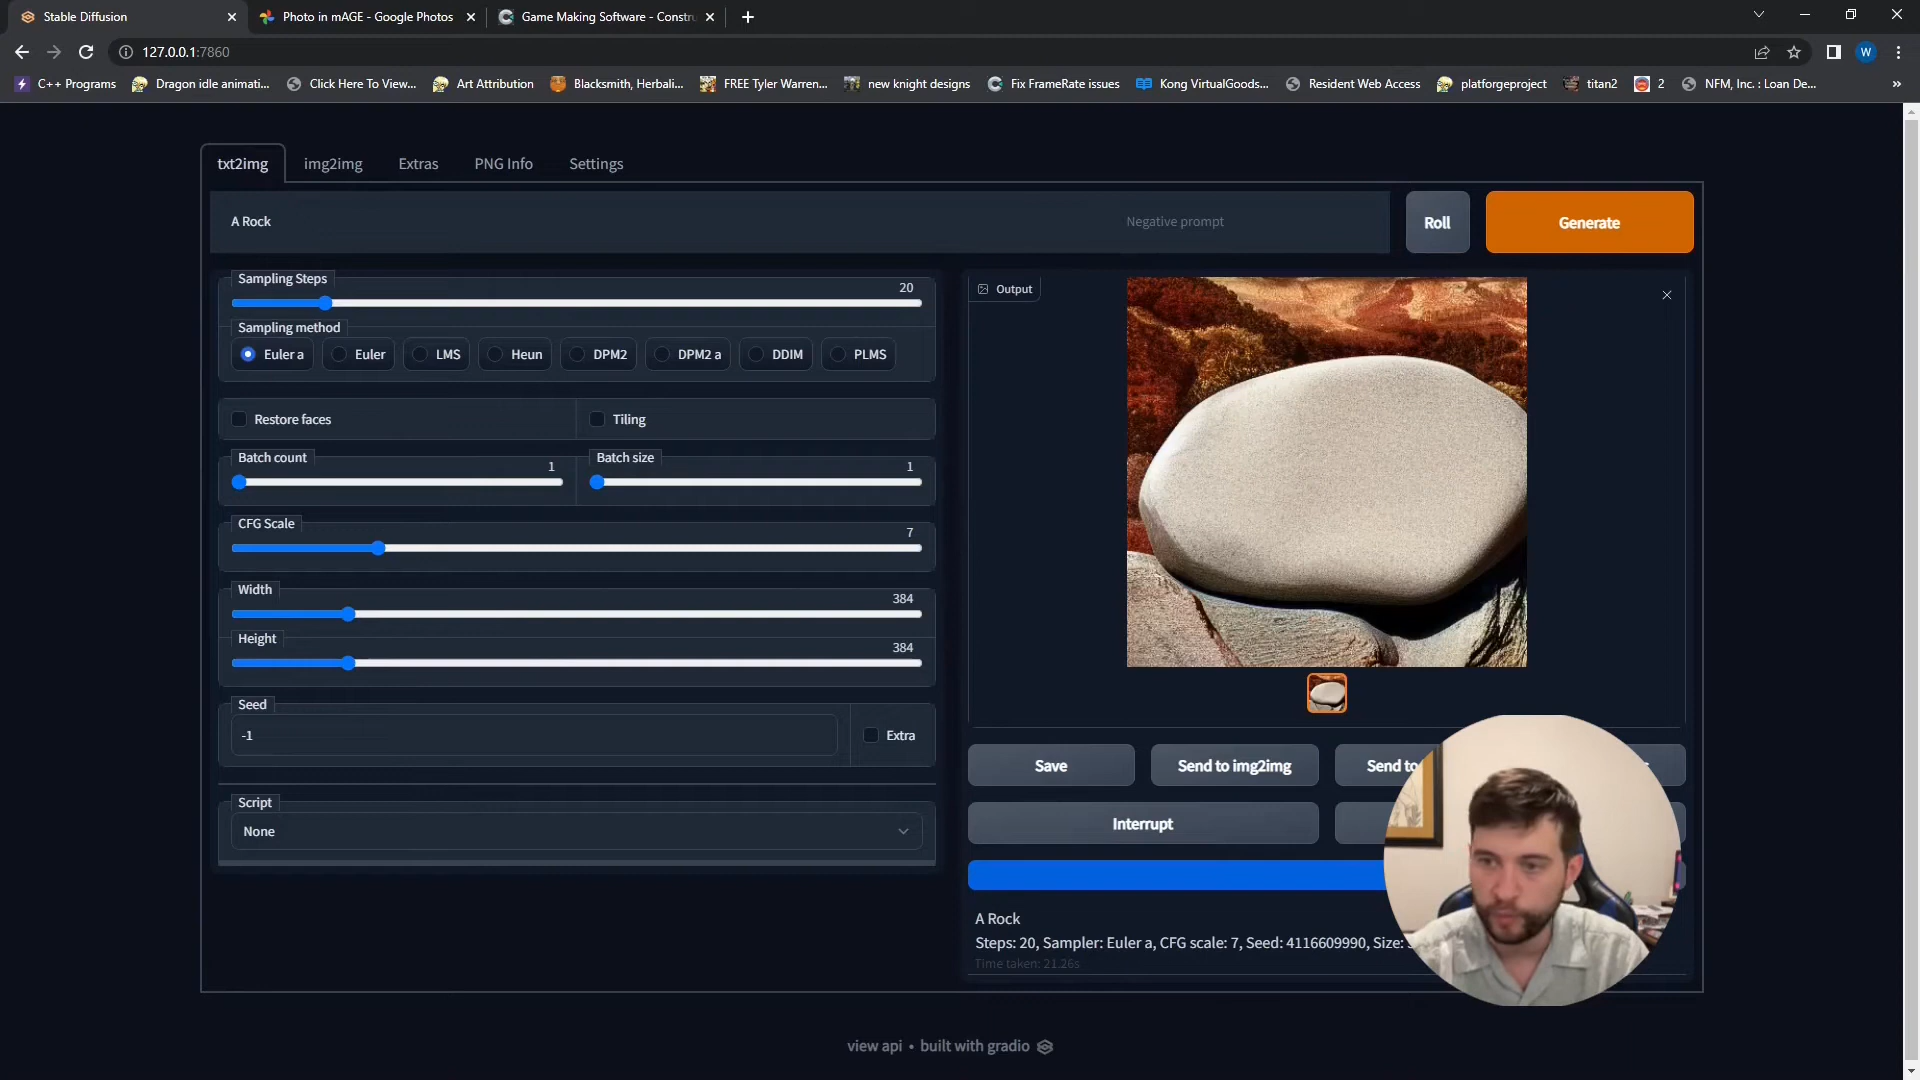 Stable Diffusion
Photo in mAGE - Google Photos
Game Making Software - Constru
127.0.0.1:7860
W
C++ Programs
Dragon idle animati...
Click Here To View...
Art Attribution
Blacksmith, Herbali...
FREE Tyler Warren...
new knight designs
Fix FrameRate issues
Kong VirtualGoods...
Resident Web Access
platforgeproject
titan2
2
NFM, Inc. : Loan De...
»
txt2img
img2img
Extras
PNG Info
Settings
A Rock
Negative prompt
Roll
Generate
Sampling Steps
20
Sampling method
Euler a
Euler
LMS
Heun
DPM2
DPM2 a
DDIM
PLMS
Restore faces
Tiling
Batch count
1
Batch size
1
CFG Scale
7
Width
384
Height
384
Seed
-1
Extra
Script
None
Output
Save
Send to img2img
Send to
Interrupt
A Rock
Steps: 20, Sampler: Euler a, CFG scale: 7, Seed: 4116609990, Size:
Time taken: 21.26s
view api • built with gradio